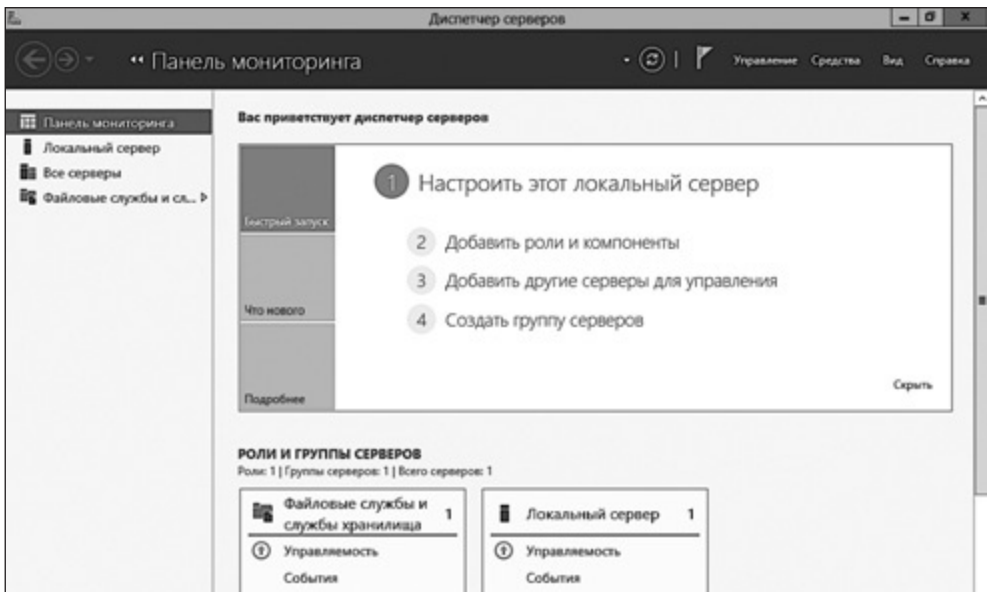 Диспетчер серверов
Панель мониторинга
Управление Средства Вид Справка
Панель мониторинга
Локальный сервер
Все серверы
Файловые службы и сл...
Вас приветствует диспетчер серверов
Быстрый запуск
Что нового
Подробнее
1 Настроить этот локальный сервер
2 Добавить роли и компоненты
3 Добавить другие серверы для управления
4 Создать группу серверов
Скрыть
РОЛИ И ГРУППЫ СЕРВЕРОВ
Роли: 1 | Группы серверов: 1 | Всего серверов: 1
Файловые службы и
службы хранилища 1
Управляемость
События
Локальный сервер 1
Управляемость
События